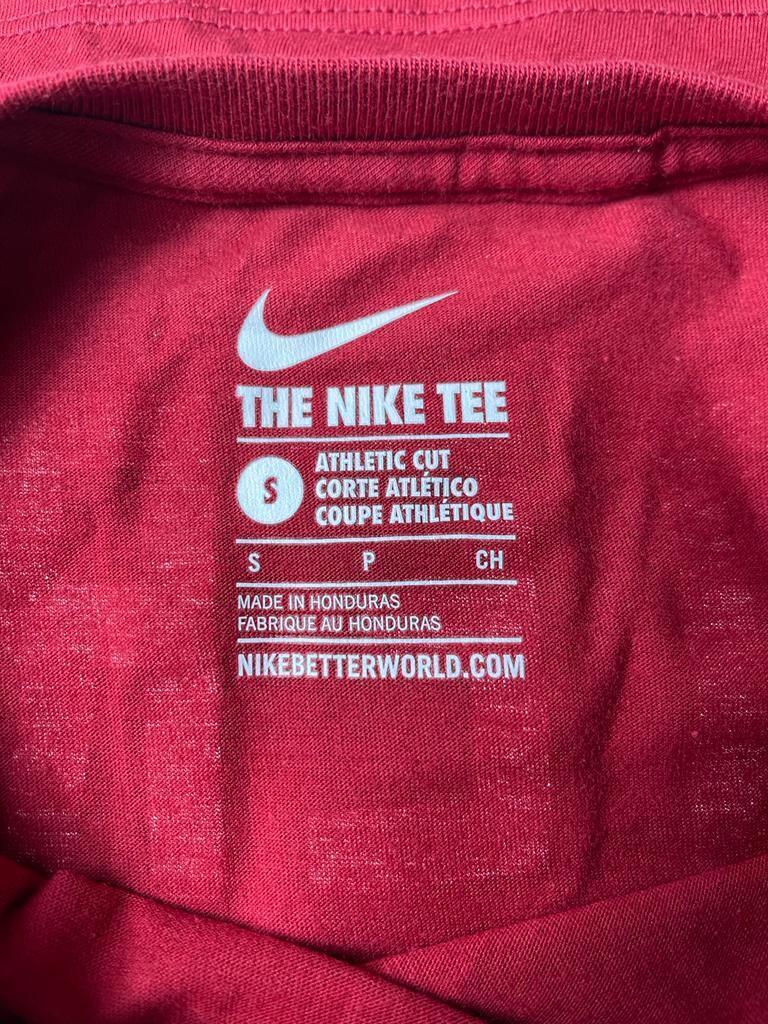 THE NIKE TEE
S
ATHLETIC CUT
CORTE ATLÉTICO
COUPE ATHLÉTIQUE
S P CH
MADE IN HONDURAS
FABRIQUE AU HONDURAS
NIKEBETTERWORLD.COM